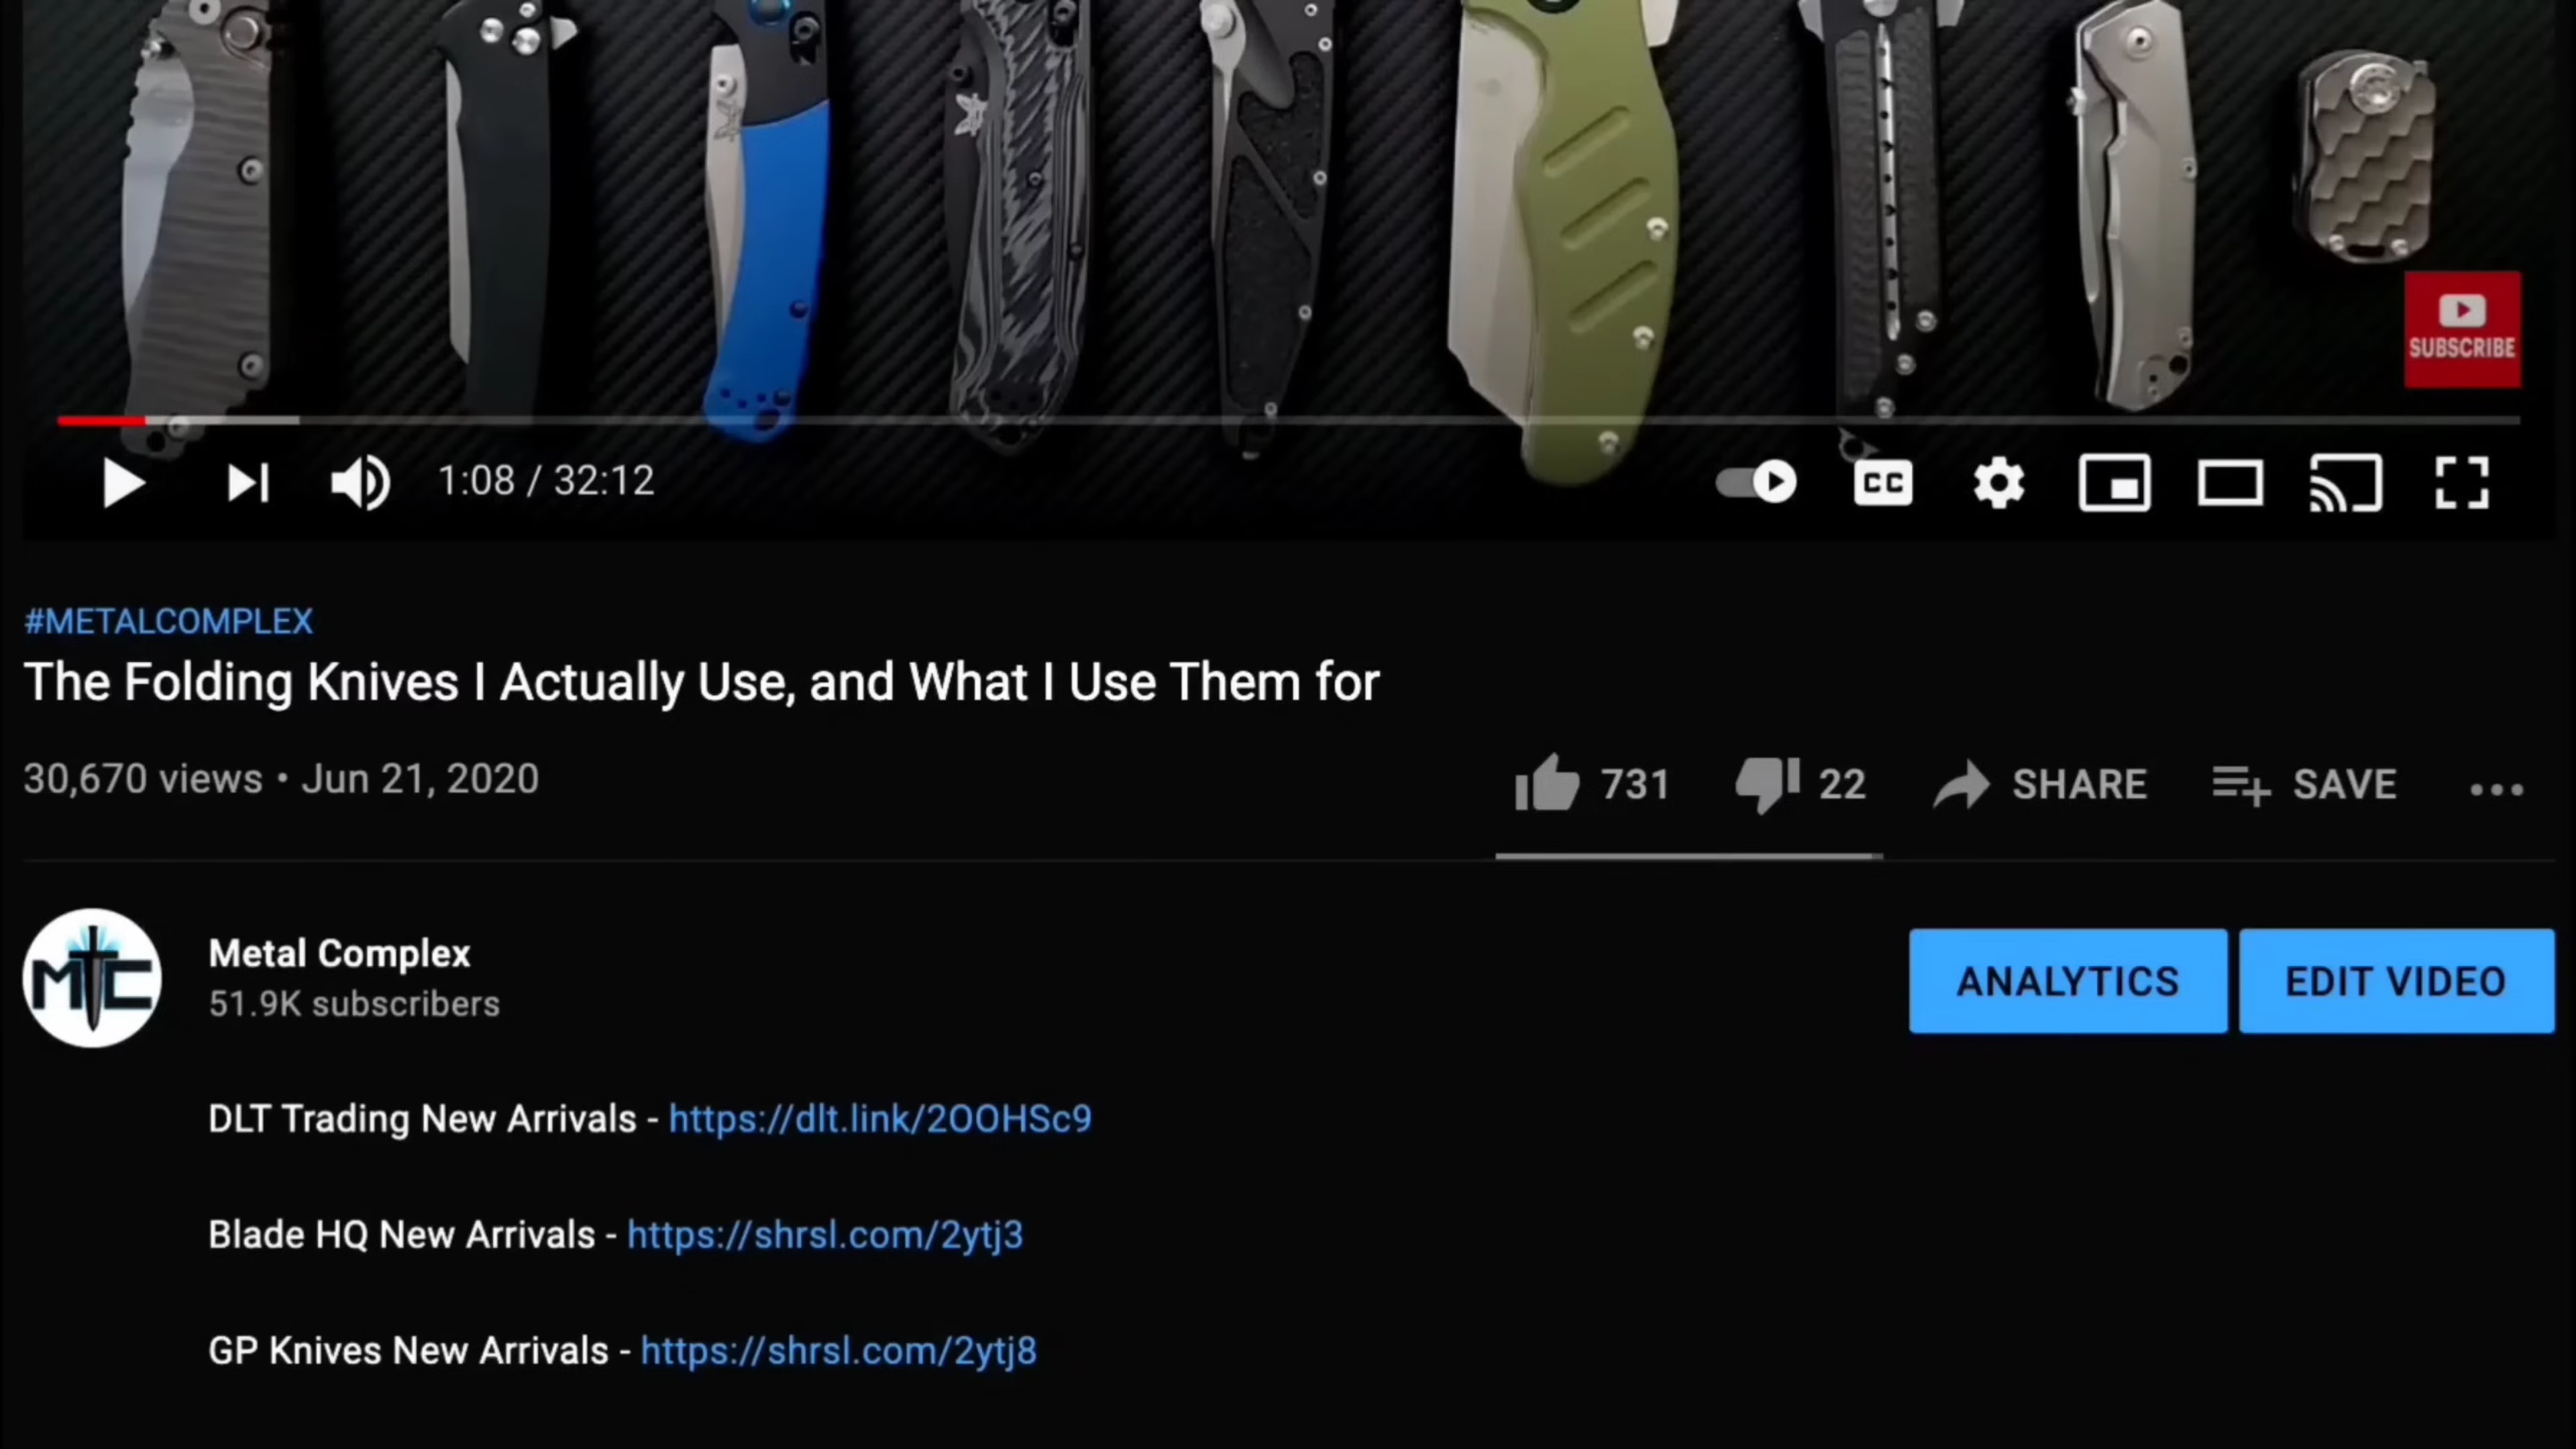 SUBSCRIBE
1:08 / 32:12
CC
#METALCOMPLEX
The Folding Knives I Actually Use, and What I Use Them for
30,670 views • Jun 21, 2020
731
22
SHARE
SAVE
MTC
Metal Complex
51.9K subscribers
ANALYTICS
EDIT VIDEO
DLT Trading New Arrivals - https://dlt.link/2OOHSc9
Blade HQ New Arrivals - https://shrsl.com/2ytj3
GP Knives New Arrivals - https://shrsl.com/2ytj8